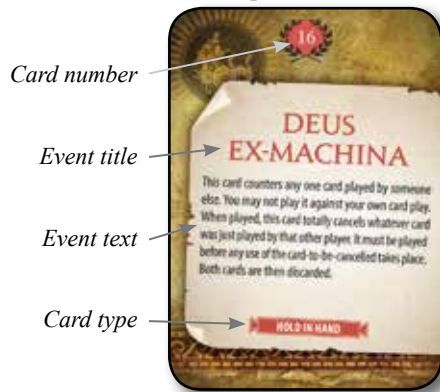 16
Card number
DEUS
EX-MACHINA
Event title
This card counters any one card played by someone
else. You may not play it against your own card play.
Event text
When played, this card totally cancels whatever card
was just played by that other player. It must be played
before any use of the card-to-be-cancelled takes place.
Both cards are then discarded.
Card type
HOLD IN HAND